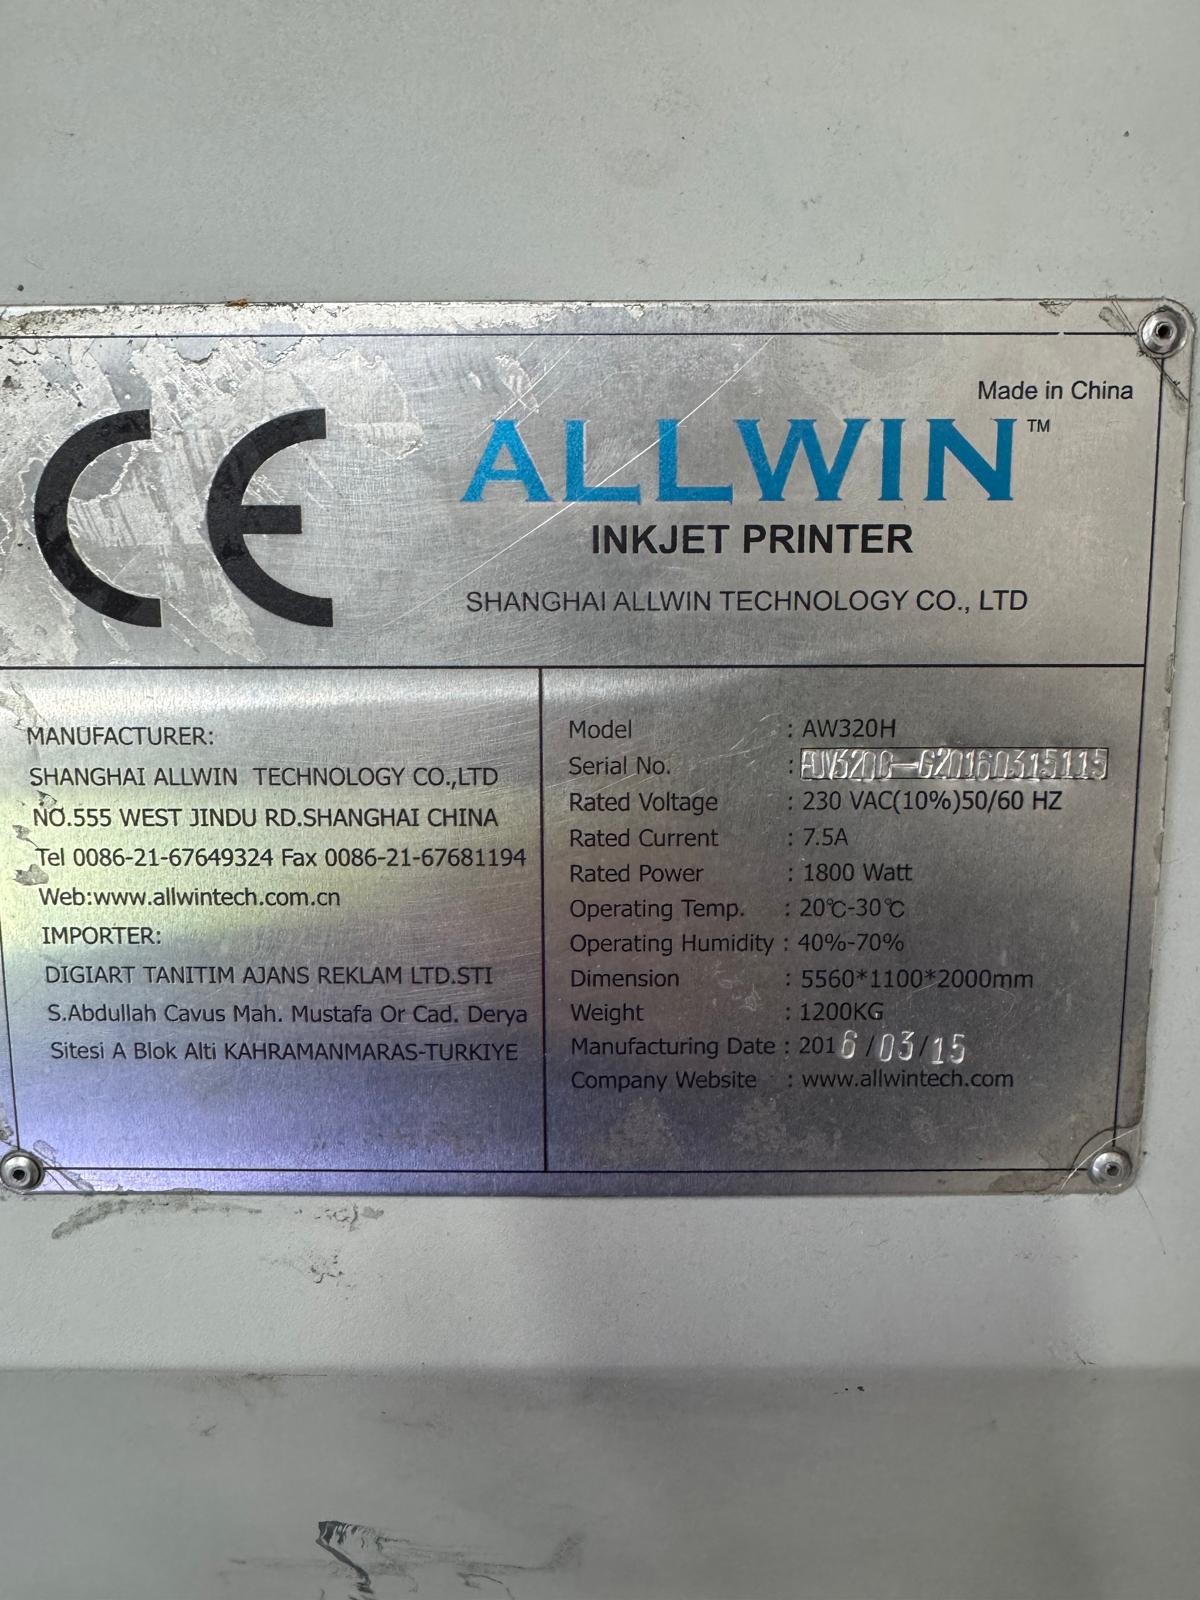 Made in China
CE
ALLWIN™
INKJET PRINTER
SHANGHAI ALLWIN TECHNOLOGY CO., LTD
MANUFACTURER:
SHANGHAI ALLWIN TECHNOLOGY CO.,LTD
NO.555 WEST JINDU RD.SHANGHAI CHINA
Tel 0086-21-67649324 Fax 0086-21-67681194
Web:www.allwintech.com.cn
IMPORTER:
DIGIART TANITIM AJANS REKLAM LTD.STI
S.Abdullah Cavus Mah. Mustafa Or Cad. Derya
Sitesi A Blok Alti KAHRAMANMARAS-TURKIYE
Model : AW320H
Serial No. :
Rated Voltage : 230 VAC(10%)50/60 HZ
Rated Current : 7.5A
Rated Power : 1800 Watt
Operating Temp. : 20℃-30℃
Operating Humidity : 40%-70%
Dimension : 5560*1100*2000mm
Weight : 1200KG
Manufacturing Date : 2016/03/15
Company Website : www.allwintech.com